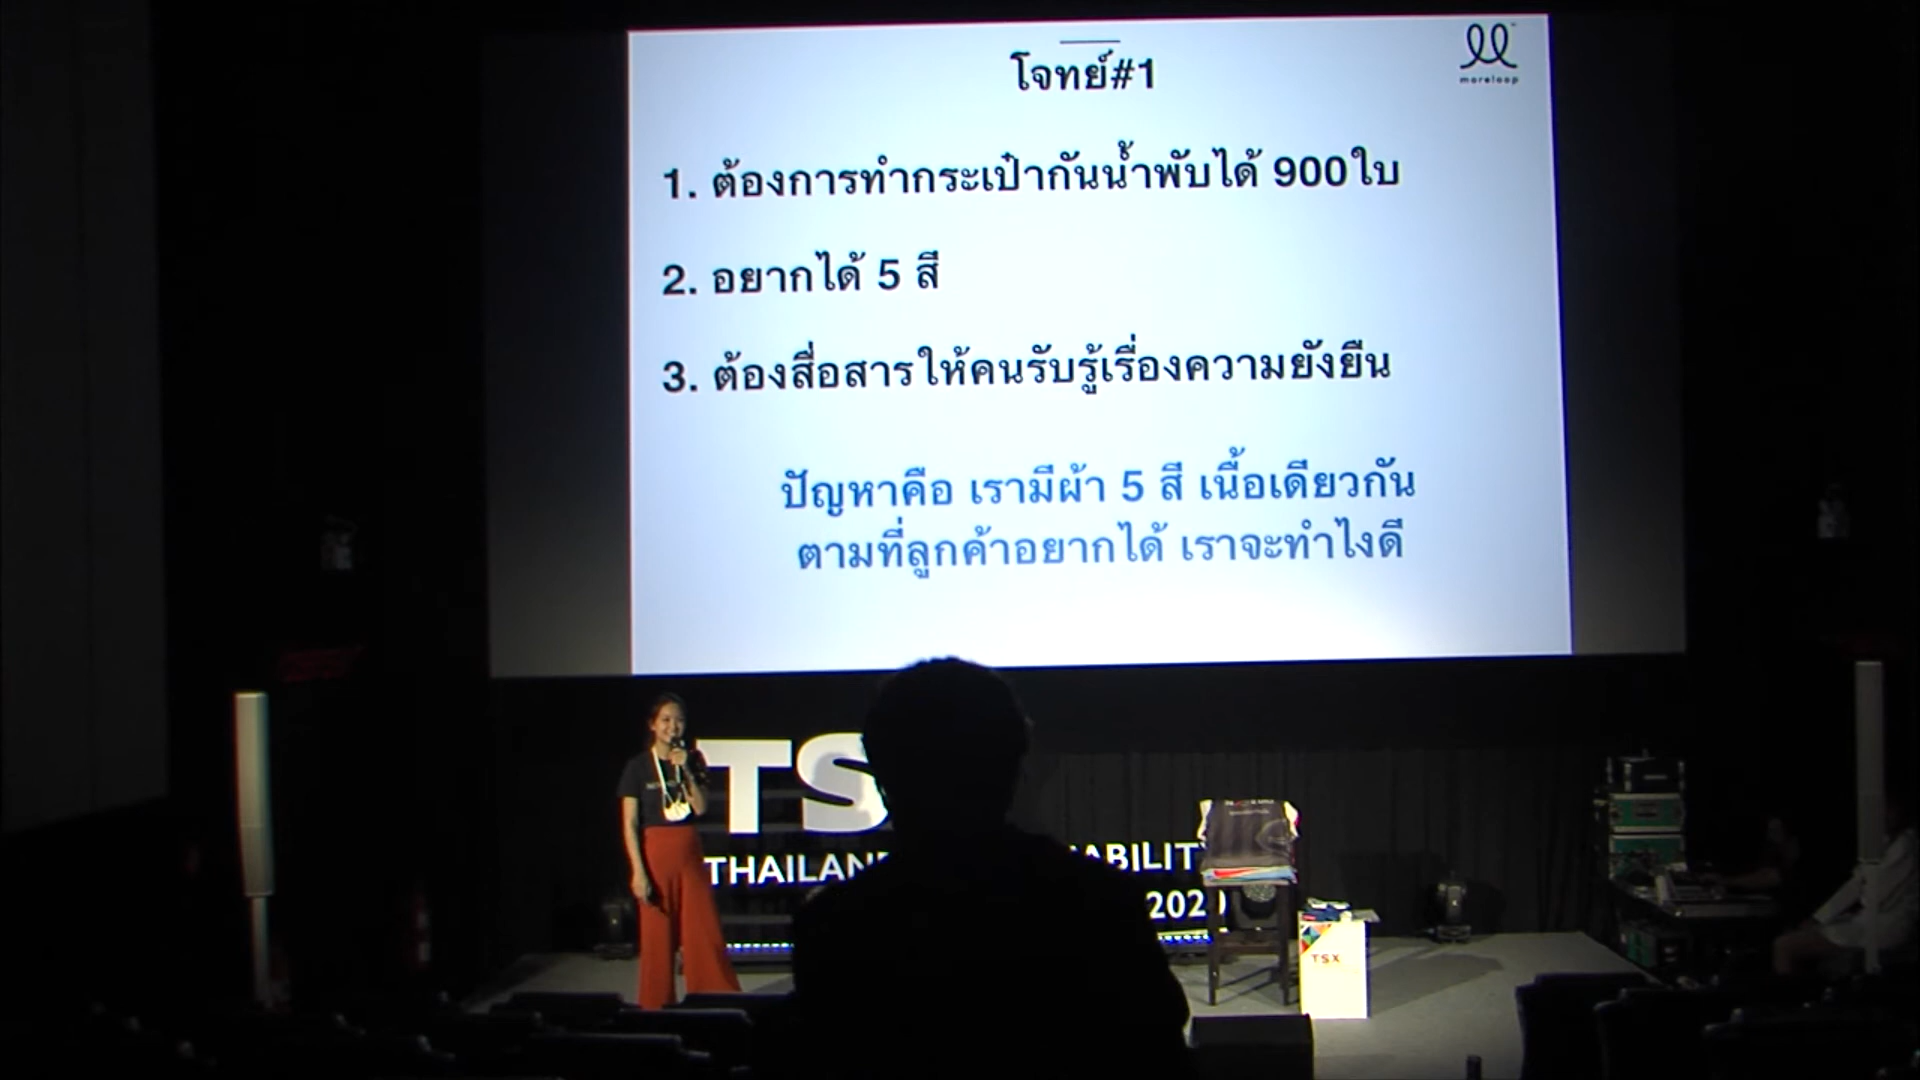 โจทย์#1
moreloop
1. ต้องการทำกระเป๋ากันน้ำพับได้ 900ใบ
2. อยากได้ 5 สี
3. ต้องสื่อสารให้คนรับรู้เรื่องความยังยืน
ปัญหาคือ เรามีผ้า 5 สี เนื้อเดียวกัน
ตามที่ลูกค้าอยากได้ เราจะทำไงดี
TS
THAILAN ABILIT
202
TSX